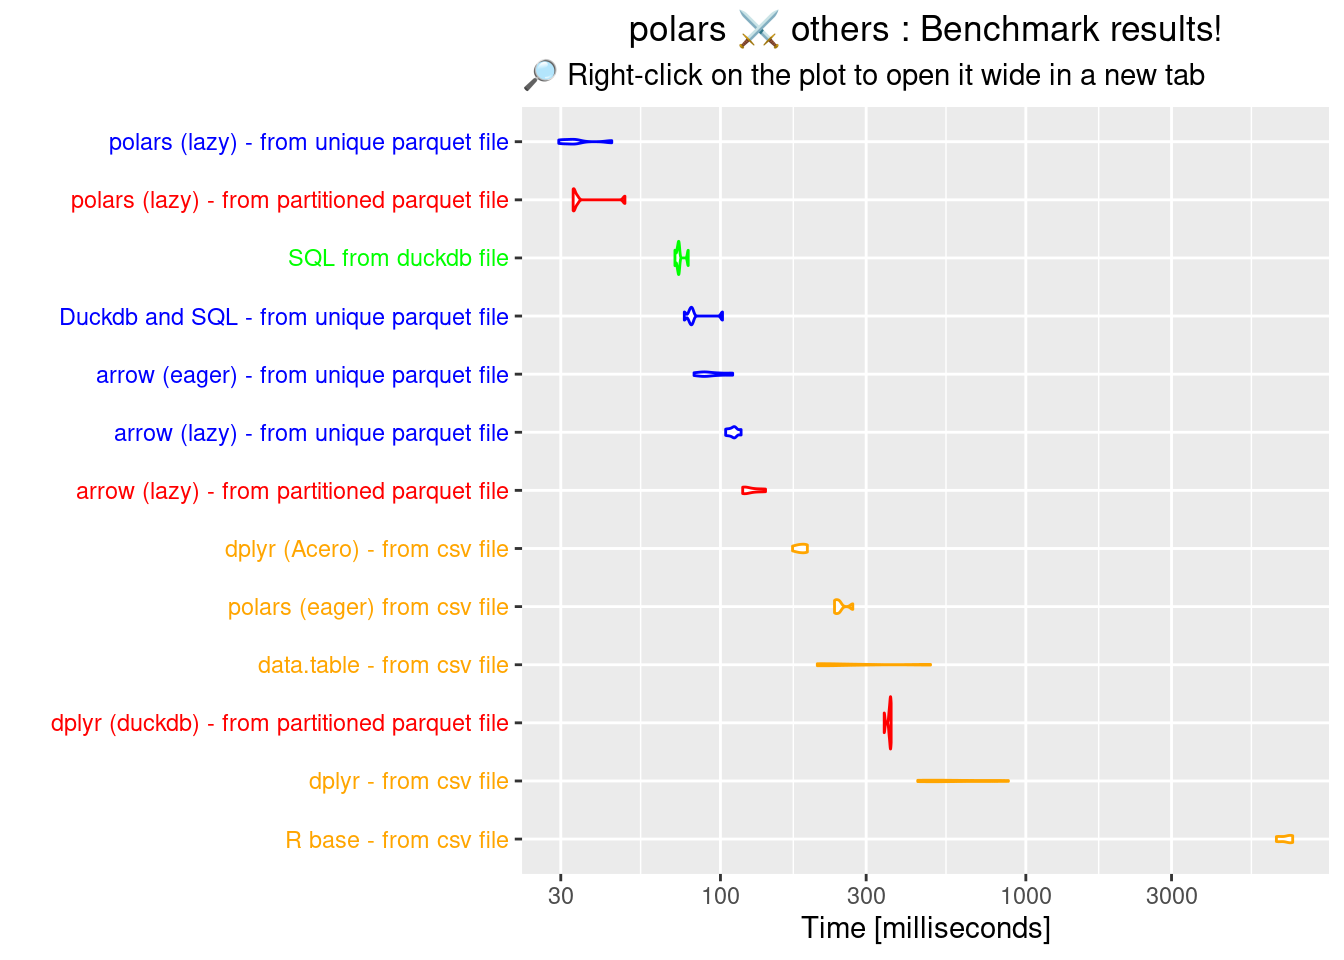 polars ⚔️ others : Benchmark results!
🔎 Right-click on the plot to open it wide in a new tab
polars (lazy) - from unique parquet file
polars (lazy) - from partitioned parquet file
SQL from duckdb file
Duckdb and SQL - from unique parquet file
arrow (eager) - from unique parquet file
arrow (lazy) - from unique parquet file
arrow (lazy) - from partitioned parquet file
dplyr (Acero) - from csv file
polars (eager) from csv file
data.table - from csv file
dplyr (duckdb) - from partitioned parquet file
dplyr - from csv file
R base - from csv file
30 100 300 1000 3000
Time [milliseconds]